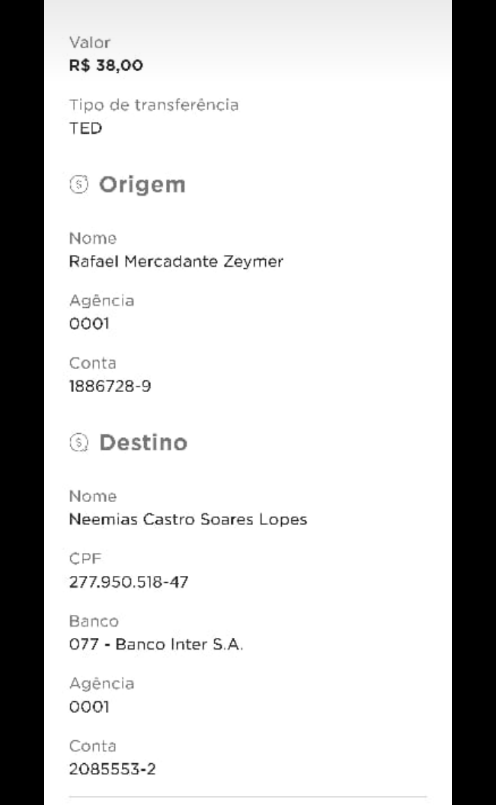 Valor
R$ 38,00
Tipo de transferência
TED
Origem
Nome
Rafael Mercadante Zeymer
Agência
0001
Conta
1886728-9
Destino
Nome
Neemias Castro Soares Lopes
CPF
277.950.518-47
Banco
077 - Banco Inter S.A.
Agência
0001
Conta
2085553-2